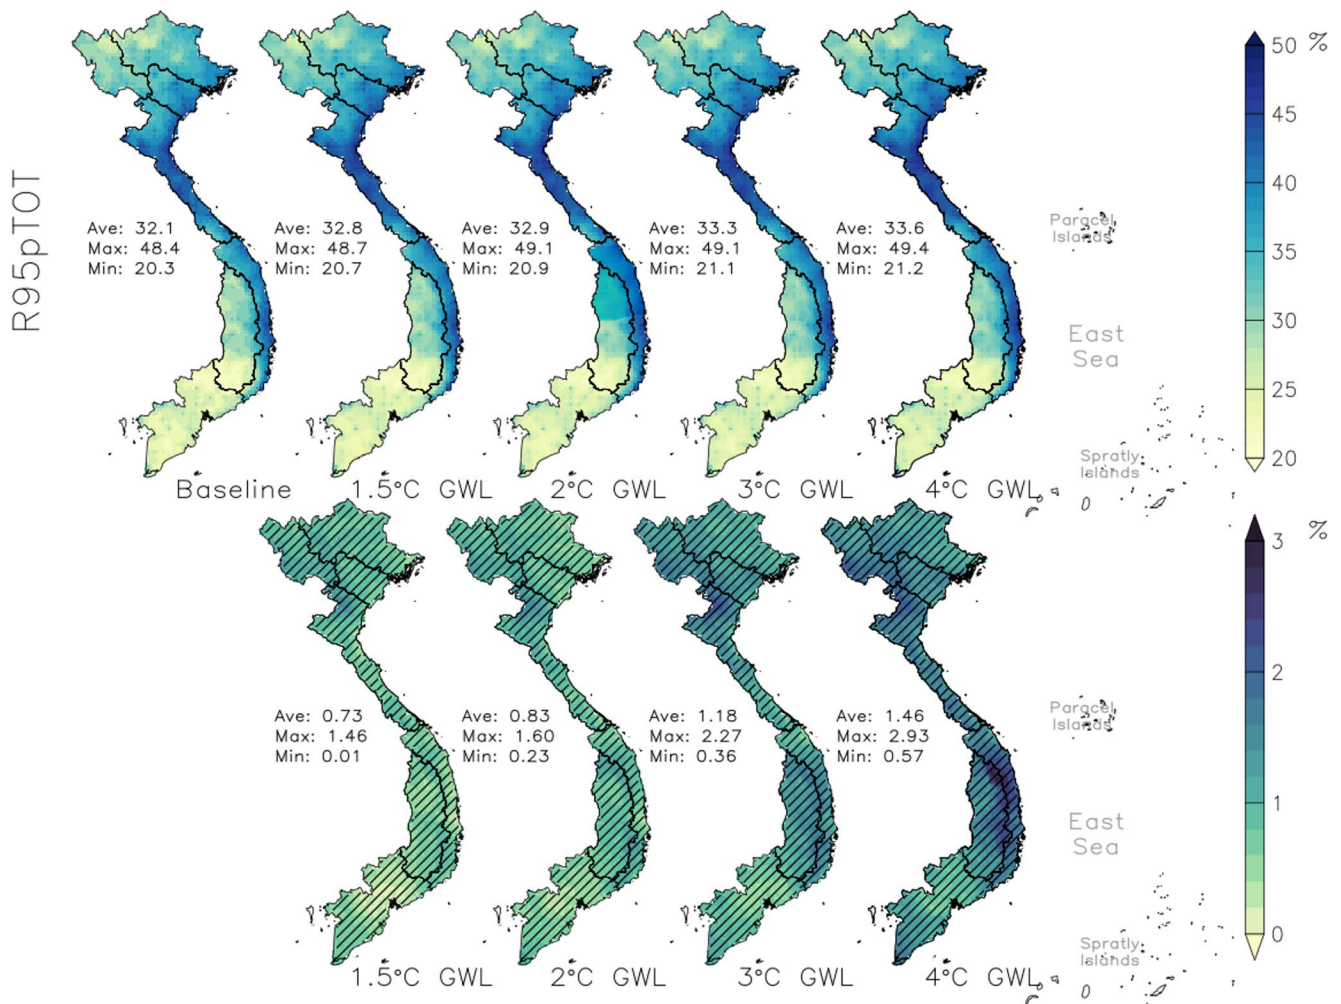 R95pTOT
Ave: 32.1
Max: 48.4
Min: 20.3
Ave: 32.8
Max: 48.7
Min: 20.7
Ave: 32.9
Max: 49.1
Min: 20.9
Ave: 33.3
Max: 49.1
Min: 21.1
Ave: 33.6
Max: 49.4
Min: 21.2
Paracel
Islands
East
Sea
Spratly
Islands
Baseline
1.5°C GWL
2°C GWL
3°C GWL
4°C GWL
50 %
45
40
35
30
25
20
Ave: 0.73
Max: 1.46
Min: 0.01
Ave: 0.83
Max: 1.60
Min: 0.23
Ave: 1.18
Max: 2.27
Min: 0.36
Ave: 1.46
Max: 2.93
Min: 0.57
Paracel
Islands
East
Sea
Spratly
Islands
1.5°C GWL
2°C GWL
3°C GWL
4°C GWL
%
3
2
1
0